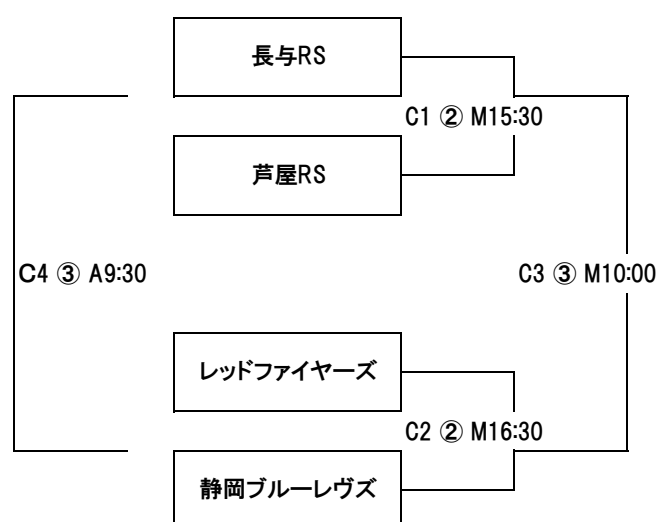 長与RS
C1 ② M15:30
芦屋RS
C4 ③ A9:30
C3 ③ M10:00
レッドファイヤーズ
C2 ② M16:30
静岡ブルーレヴズ